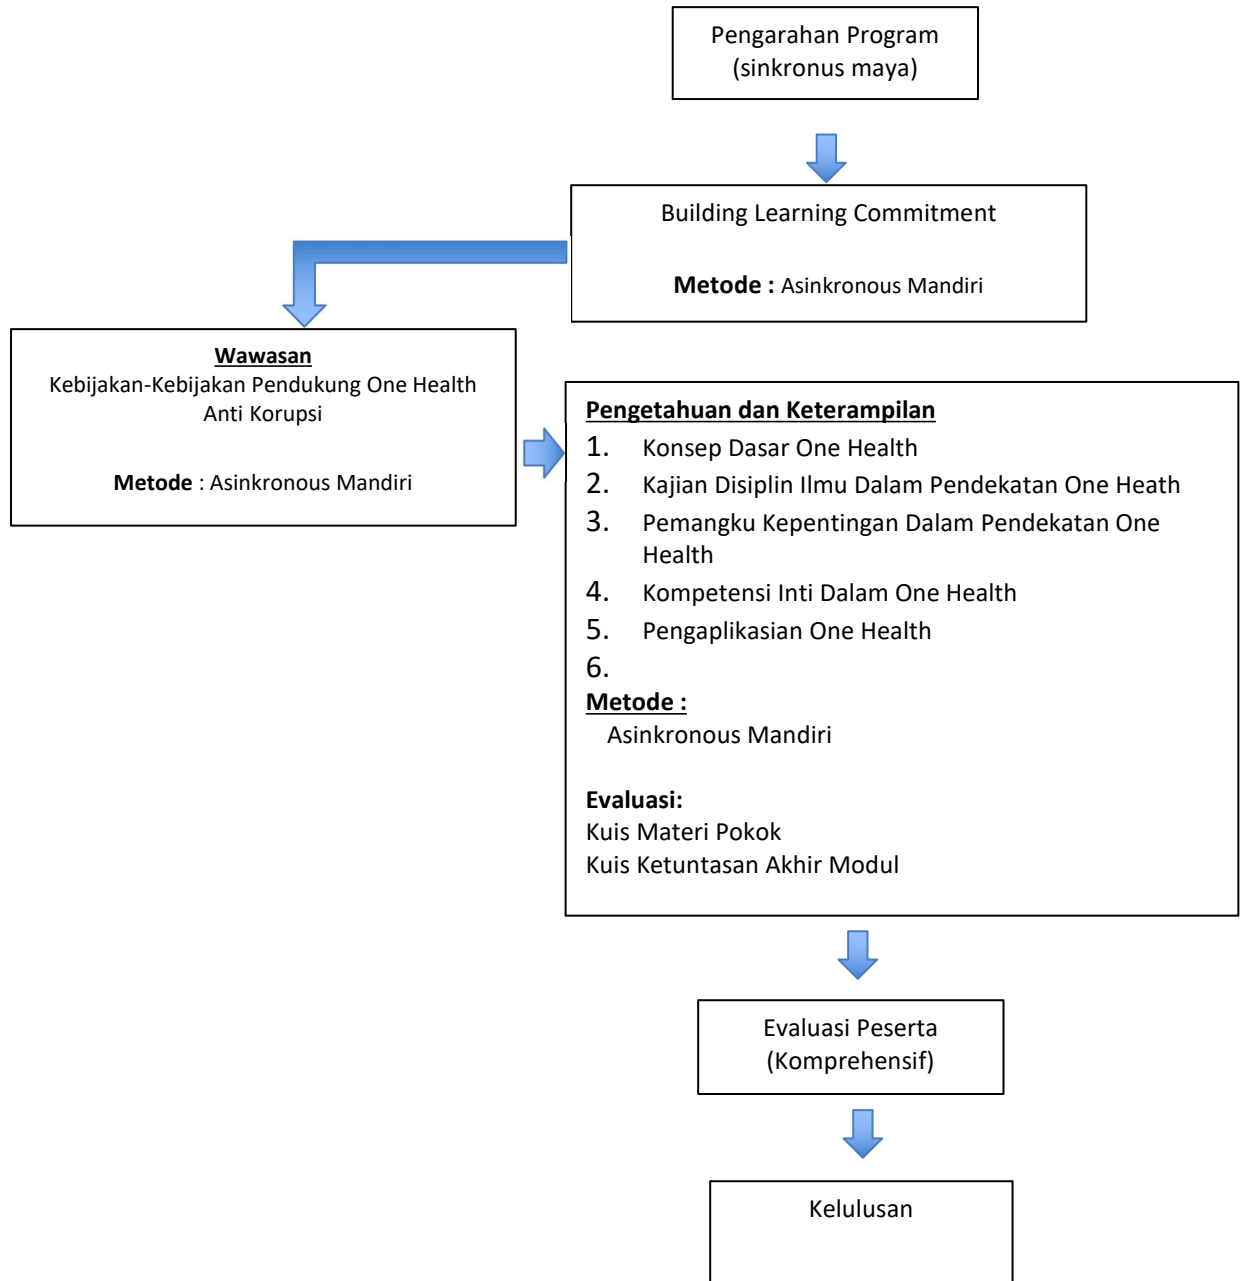 Pengarahan Program
(sinkronus maya)
Building Learning Commitment
Metode : Asinkronous Mandiri
Wawasan
Kebijakan-Kebijakan Pendukung One Health
Anti Korupsi
Metode : Asinkronous Mandiri
Pengetahuan dan Keterampilan
1. Konsep Dasar One Health
2. Kajian Disiplin Ilmu Dalam Pendekatan One Heath
3. Pemangku Kepentingan Dalam Pendekatan One
Health
4. Kompetensi Inti Dalam One Health
5. Pengaplikasian One Health
6.
Metode :
Asinkronous Mandiri
Evaluasi:
Kuis Materi Pokok
Kuis Ketuntasan Akhir Modul
Evaluasi Peserta
(Komprehensif)
Kelulusan